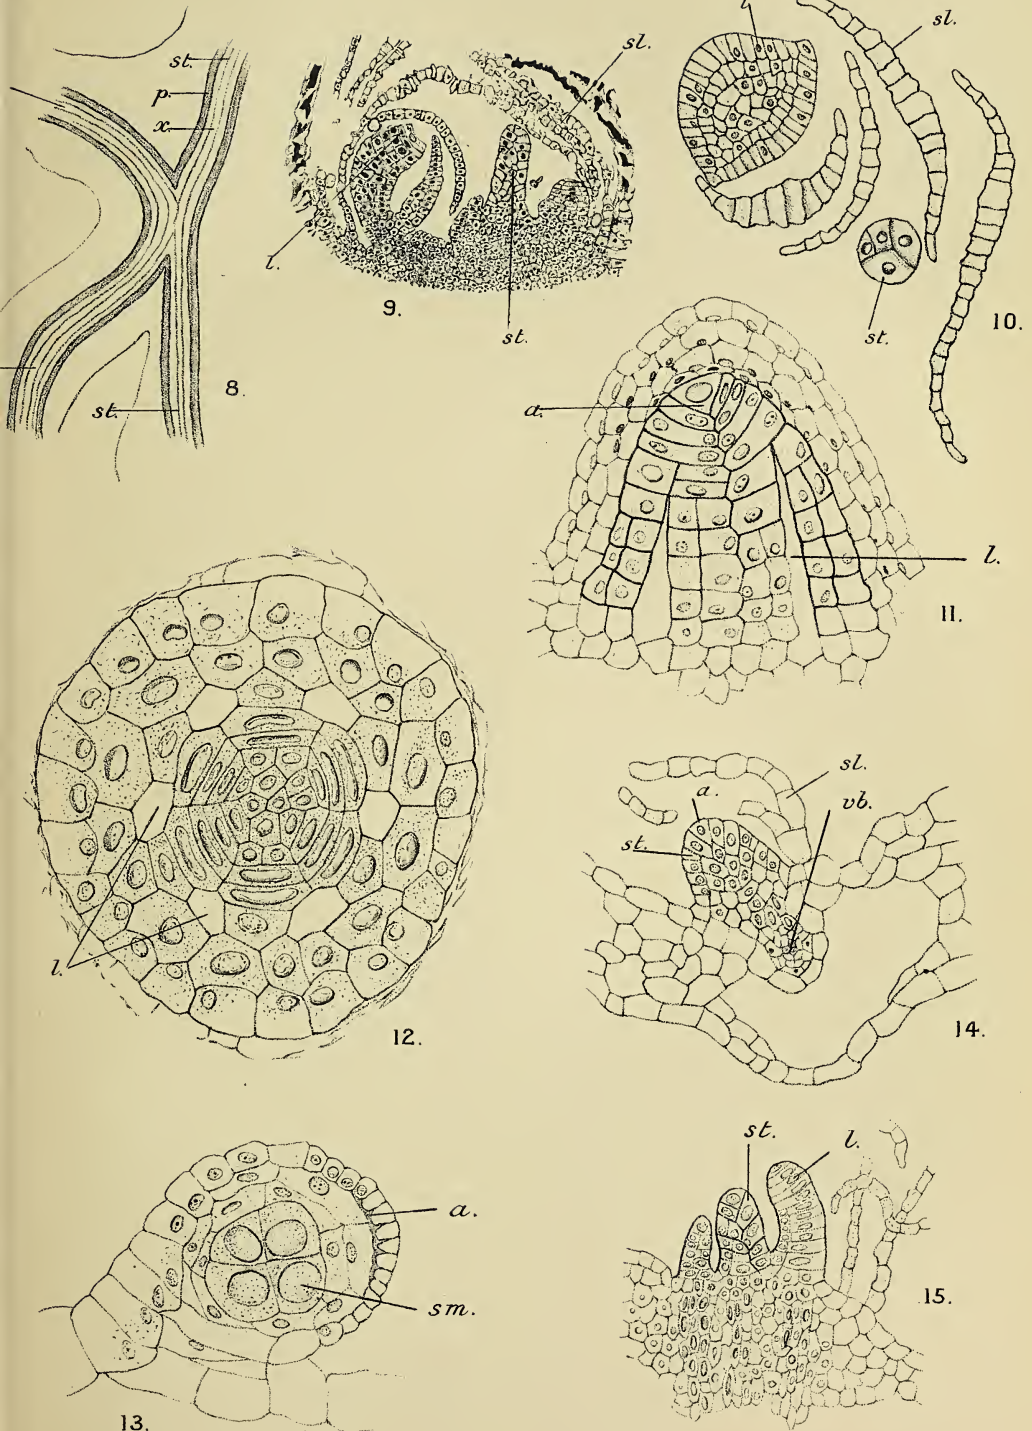 st.
p.
x.
st.
8.
sl.
l.
9.
st.
l
sl.
st.
10.
a.
l.
11.
l.
12.
sl.
a.
vb.
st.
14.
a.
sm.
13.
st.
l.
15.